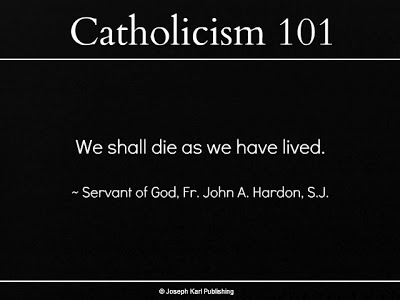 Catholicism 101
We shall die as we have lived.
~ Servant of God, Fr. John A. Hardon, S.J.
© Joseph Karl Publishing